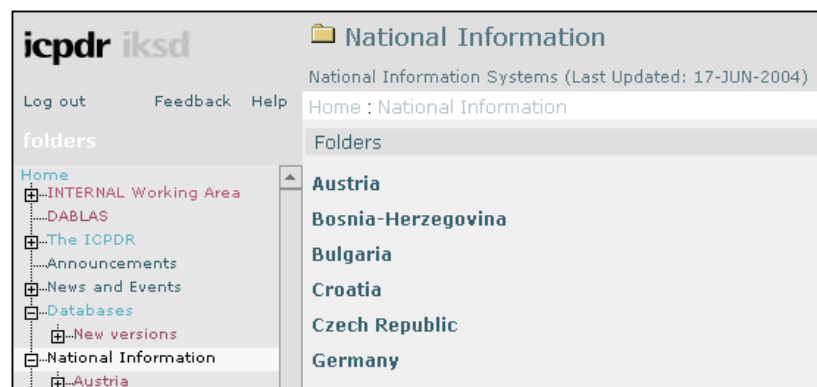 icpdr iksd
Log out Feedback Help
folders
Home
INTERNAL Working Area
DABLAS
The ICPDR
Announcements
News and Events
Databases
New versions
National Information
Austria
National Information
National Information Systems (Last Updated: 17-JUN-2004)
Home : National Information
Folders
Austria
Bosnia-Herzegovina
Bulgaria
Croatia
Czech Republic
Germany